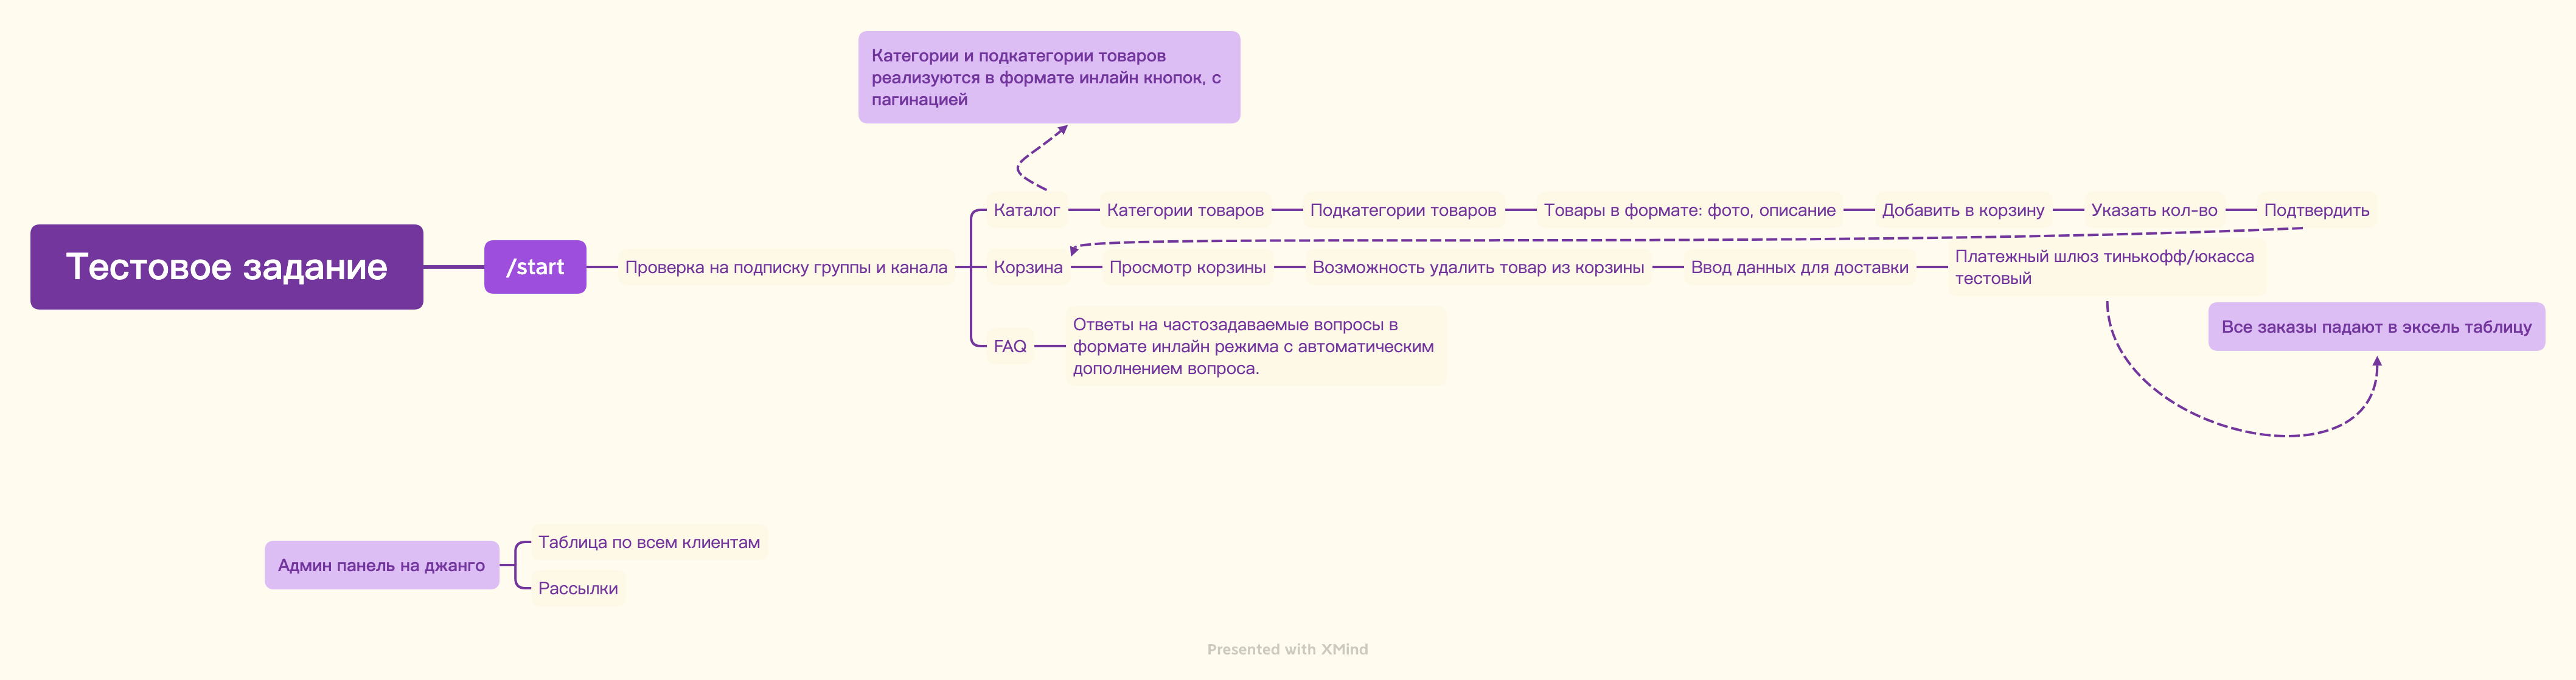 Категории и подкатегории товаров
реализуются в формате инлайн кнопок, с
пагинацией
Тестовое задание
/start
Проверка на подписку группы и канала
Каталог
Категории товаров
Подкатегории товаров
Товары в формате: фото, описание
Добавить в корзину
Указать кол-во
Подтвердить
Корзина
Просмотр корзины
Возможность удалить товар из корзины
Ввод данных для доставки
Платежный шлюз тинькофф/юкасса
тестовый
Все заказы падают в эксель таблицу
FAQ
Ответы на частозадаваемые вопросы в
формате инлайн режима с автоматическим
дополнением вопроса.
Админ панель на джанго
Таблица по всем клиентам
Рассылки
Presented with XMind